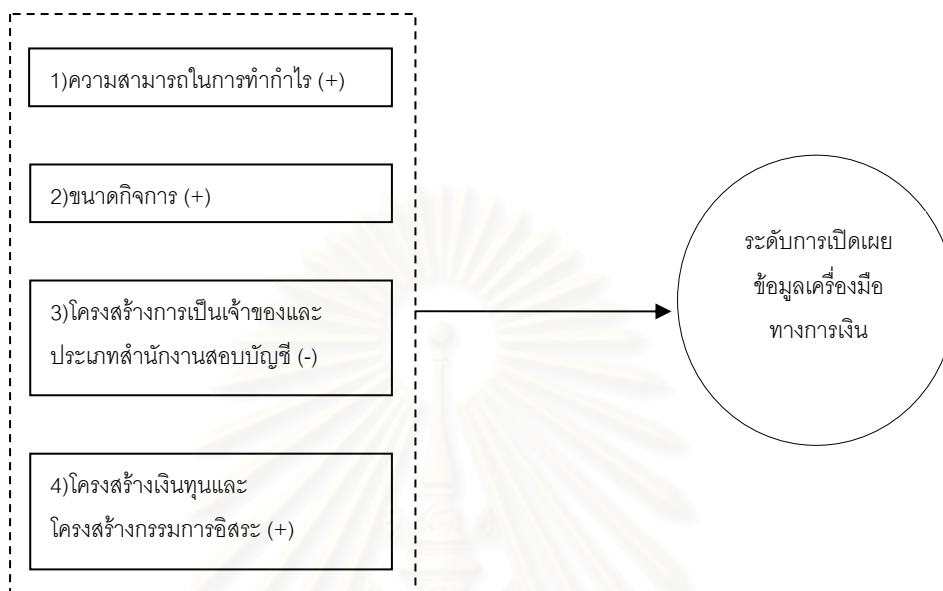 1)ความสามารถในการทำกำไร (+)
2)ขนาดกิจการ (+)
3)โครงสร้างการเป็นเจ้าของและ
ประเภทสำนักงานสอบบัญชี (-)
4)โครงสร้างเงินทุนและ
โครงสร้างกรรมการอิสระ (+)
ระดับการเปิดเผย
ข้อมูลเครื่องมือ
ทางการเงิน